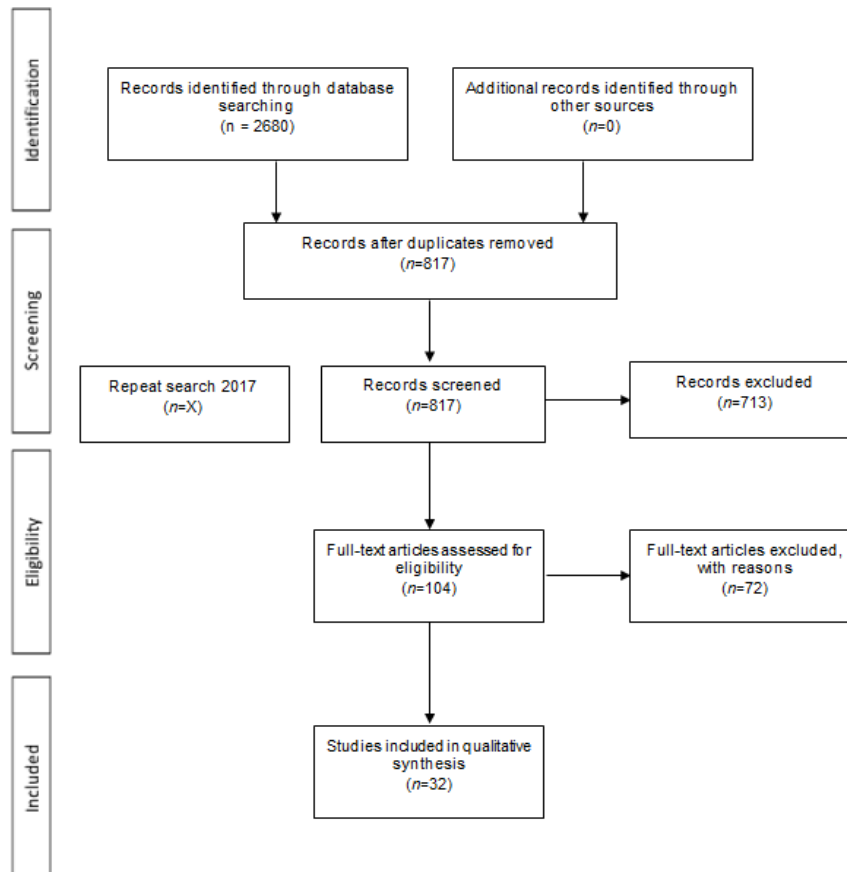 Identification
Records identified through database
searching
(n = 2680)
Additional records identified through
other sources
(n=0)
Records after duplicates removed
(n=817)
Screening
Repeat search 2017
(n=X)
Records screened
(n=817)
Records excluded
(n=713)
Eligibility
Full-text articles assessed for
eligibility
(n=104)
Full-text articles excluded,
with reasons
(n=72)
Included
Studies included in qualitative
synthesis
(n=32)